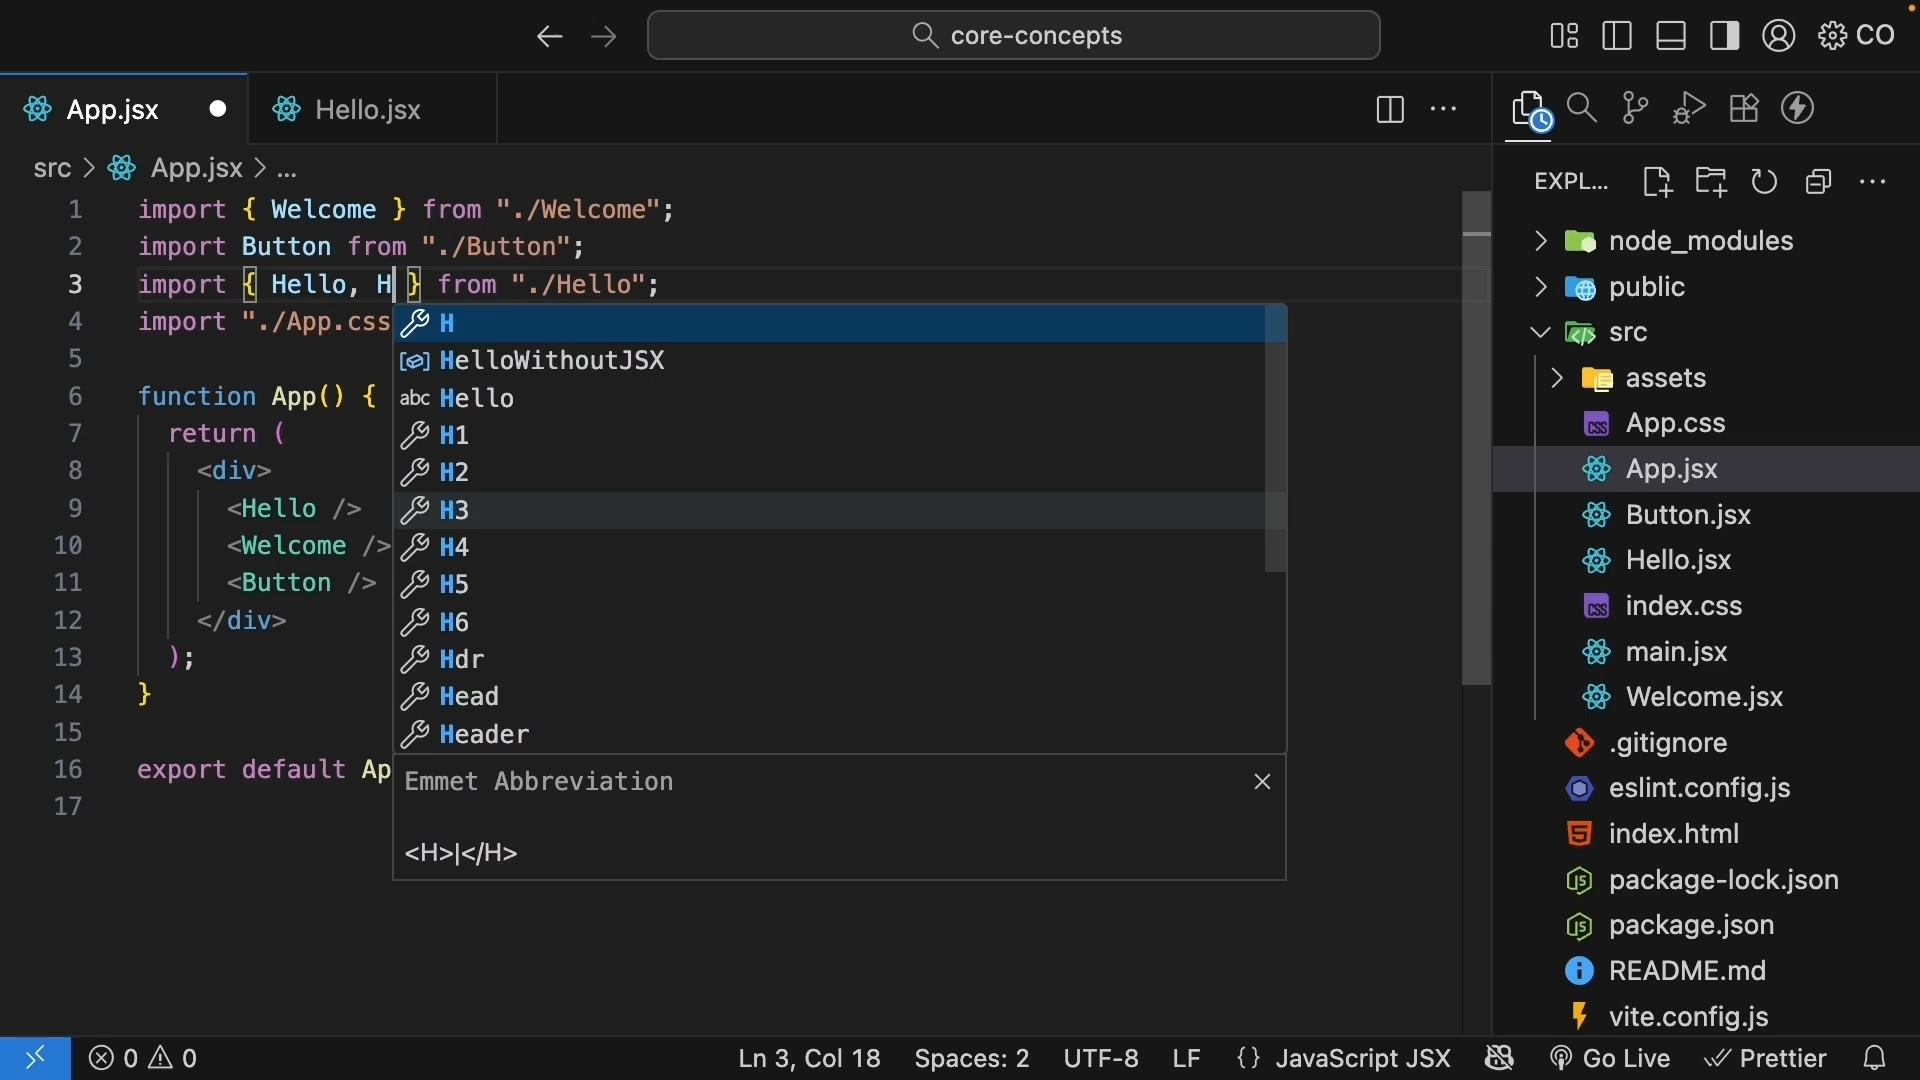 core-concepts
CO
App.jsx
Hello.jsx
src > App.jsx > ...
1 import { Welcome } from "./Welcome";
2 import Button from "./Button";
3 import { Hello, H } from "./Hello";
4 import "./App.css
5
6 function App() {
7 return (
8 <div>
9 <Hello />
10 <Welcome />
11 <Button />
12 </div>
13 );
14 }
15
16 export default Ap
17
H
HelloWithoutJSX
abc Hello
H1
H2
H3
H4
H5
H6
Hdr
Head
Header
Emmet Abbreviation
<H>|</H>
EXPL...
node_modules
public
src
assets
App.css
App.jsx
Button.jsx
Hello.jsx
index.css
main.jsx
Welcome.jsx
.gitignore
eslint.config.js
index.html
package-lock.json
package.json
README.md
vite.config.js
0 0 Ln 3, Col 18 Spaces: 2 UTF-8 LF {} JavaScript JSX Go Live Prettier